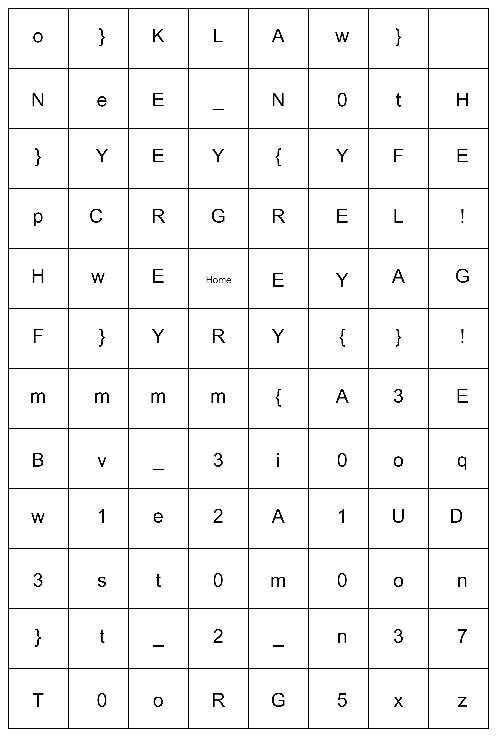 o } K L A w }
N e E _ N 0 t H
} Y E Y { Y F E
p C R G R E L !
H w E Home E Y A G
F } Y R Y { } !
m m m m { A 3 E
B v _ 3 i 0 o q
w 1 e 2 A 1 U D
3 s t 0 m 0 o n
} t _ 2 _ n 3 7
T 0 o R G 5 x z